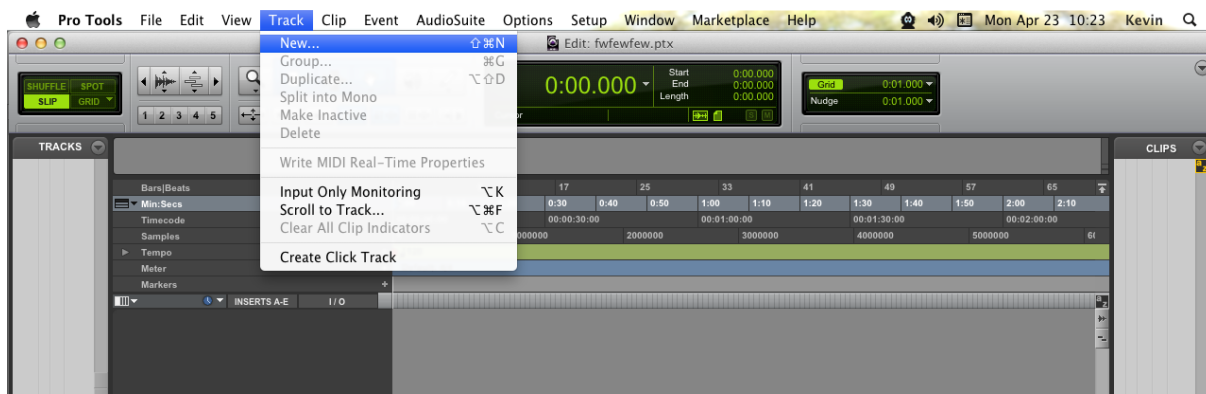 Pro Tools File Edit View Track Clip Event AudioSuite Options Setup Window Marketplace Help Mon Apr 23 10:23 Kevin
Edit: fwfewfew.ptx
New... ⇧⌘N
Group... ⌘G
Duplicate... ⌥⇧D
Split into Mono
Make Inactive
Delete
Write MIDI Real-Time Properties
Input Only Monitoring ⌥K
Scroll to Track... ⌥⌘F
Clear All Clip Indicators ⌥C
Create Click Track
SHUFFLE SPOT
SLIP GRID
1 2 3 4 5
0:00.000
Start 0:00.000
End 0:00.000
Length 0:00.000
S M
Grid 0:01.000
Nudge 0:01.000
TRACKS
CLIPS
a z
Bars|Beats 17 25 33 41 49 57 65
Min:Secs 0:30 0:40 0:50 1:00 1:10 1:20 1:30 1:40 1:50 2:00 2:10
Timecode 00:00:30:00 00:01:00:00 00:01:30:00 00:02:00:00
Samples 2000000 3000000 4000000 5000000
Tempo
Meter
Markers +
INSERTS A-E I / O
a z